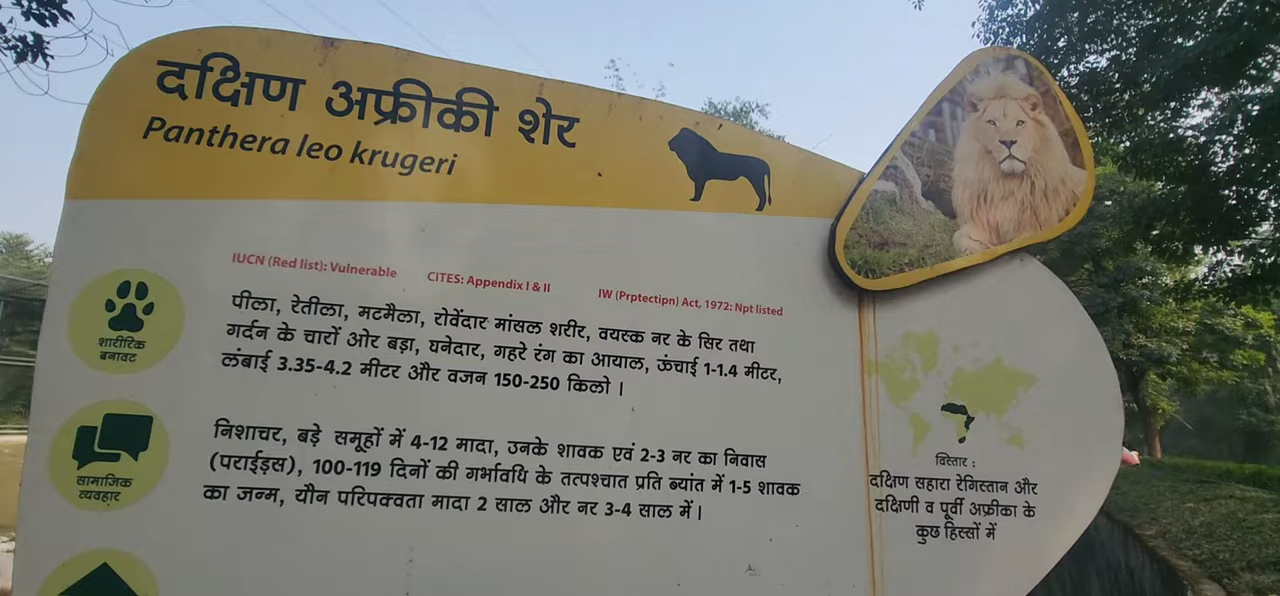 दक्षिण अफ्रीकी शेर
Panthera leo krugeri
IUCN (Red list): Vulnerable
CITES: Appendix I & II
IW (Prptectipn) Act, 1972: Npt listed
शारीरिक
बनावट
पीला, रेतीला, मटमैला, रोवेंदार मांसल शरीर, वयस्क नर के सिर तथा
गर्दन के चारों ओर बड़ा, घनेदार, गहरे रंग का आयाल, ऊंचाई 1-1.4 मीटर,
लंबाई 3.35-4.2 मीटर और वजन 150-250 किलो ।
सामाजिक
व्यवहार
निशाचर, बड़े समूहों में 4-12 मादा, उनके शावक एवं 2-3 नर का निवास
(पराईड्स), 100-119 दिनों की गर्भावधि के तत्पश्चात प्रति ब्यांत में 1-5 शावक
का जन्म, यौन परिपक्वता मादा 2 साल और नर 3-4 साल में ।
विस्तार :
दक्षिण सहारा रेगिस्तान और
दक्षिणी व पूर्वी अफ्रीका के
कुछ हिस्सों में